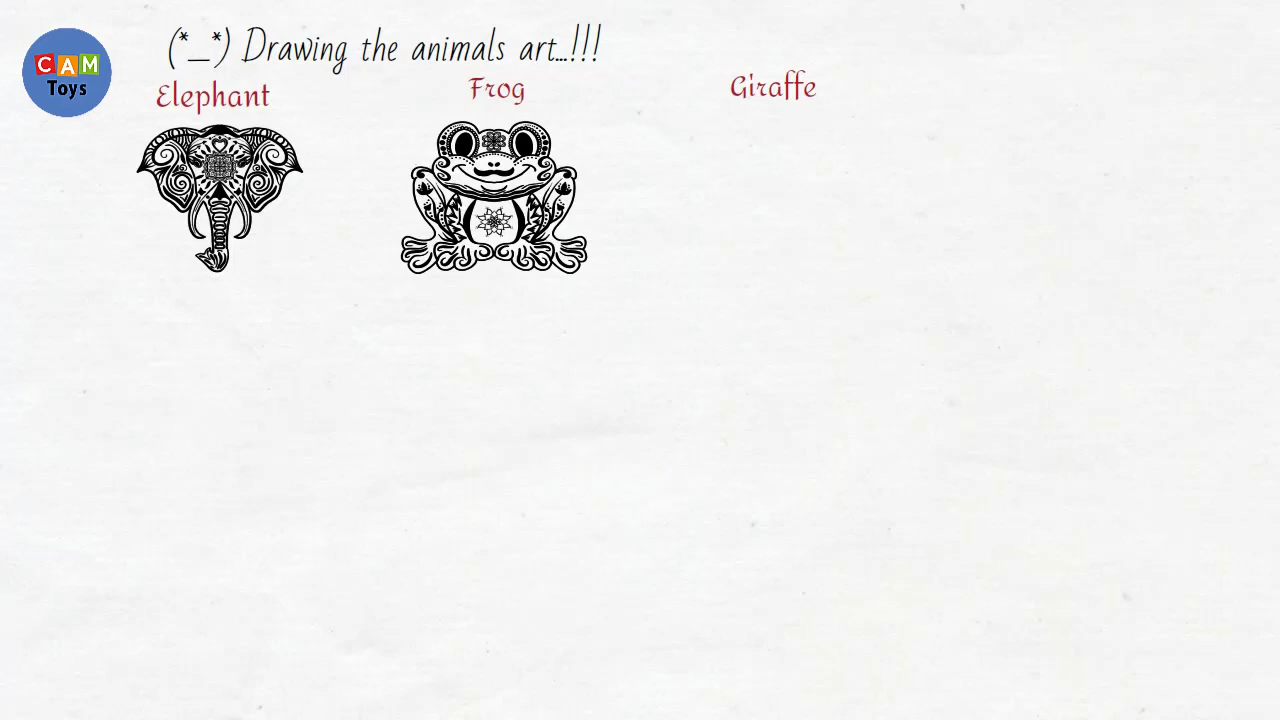 CAM
Toys
(*_*) Drawing the animals art...!!!
Elephant
Frog
Giraffe